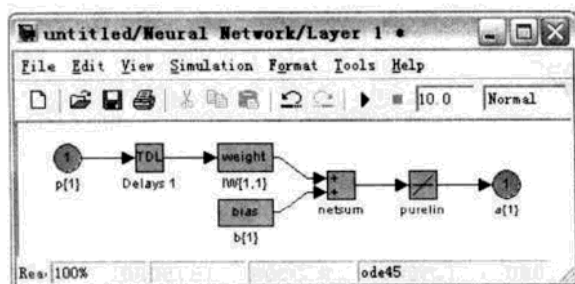 untitled/Neural Network/Layer 1 *
File Edit View Simulation Format Tools Help
10.0 Normal
1 TDL weight 1
p{1} Delays 1 IW{1,1}
bias netsum purelin a{1}
b{1}
Rea 100% ode45